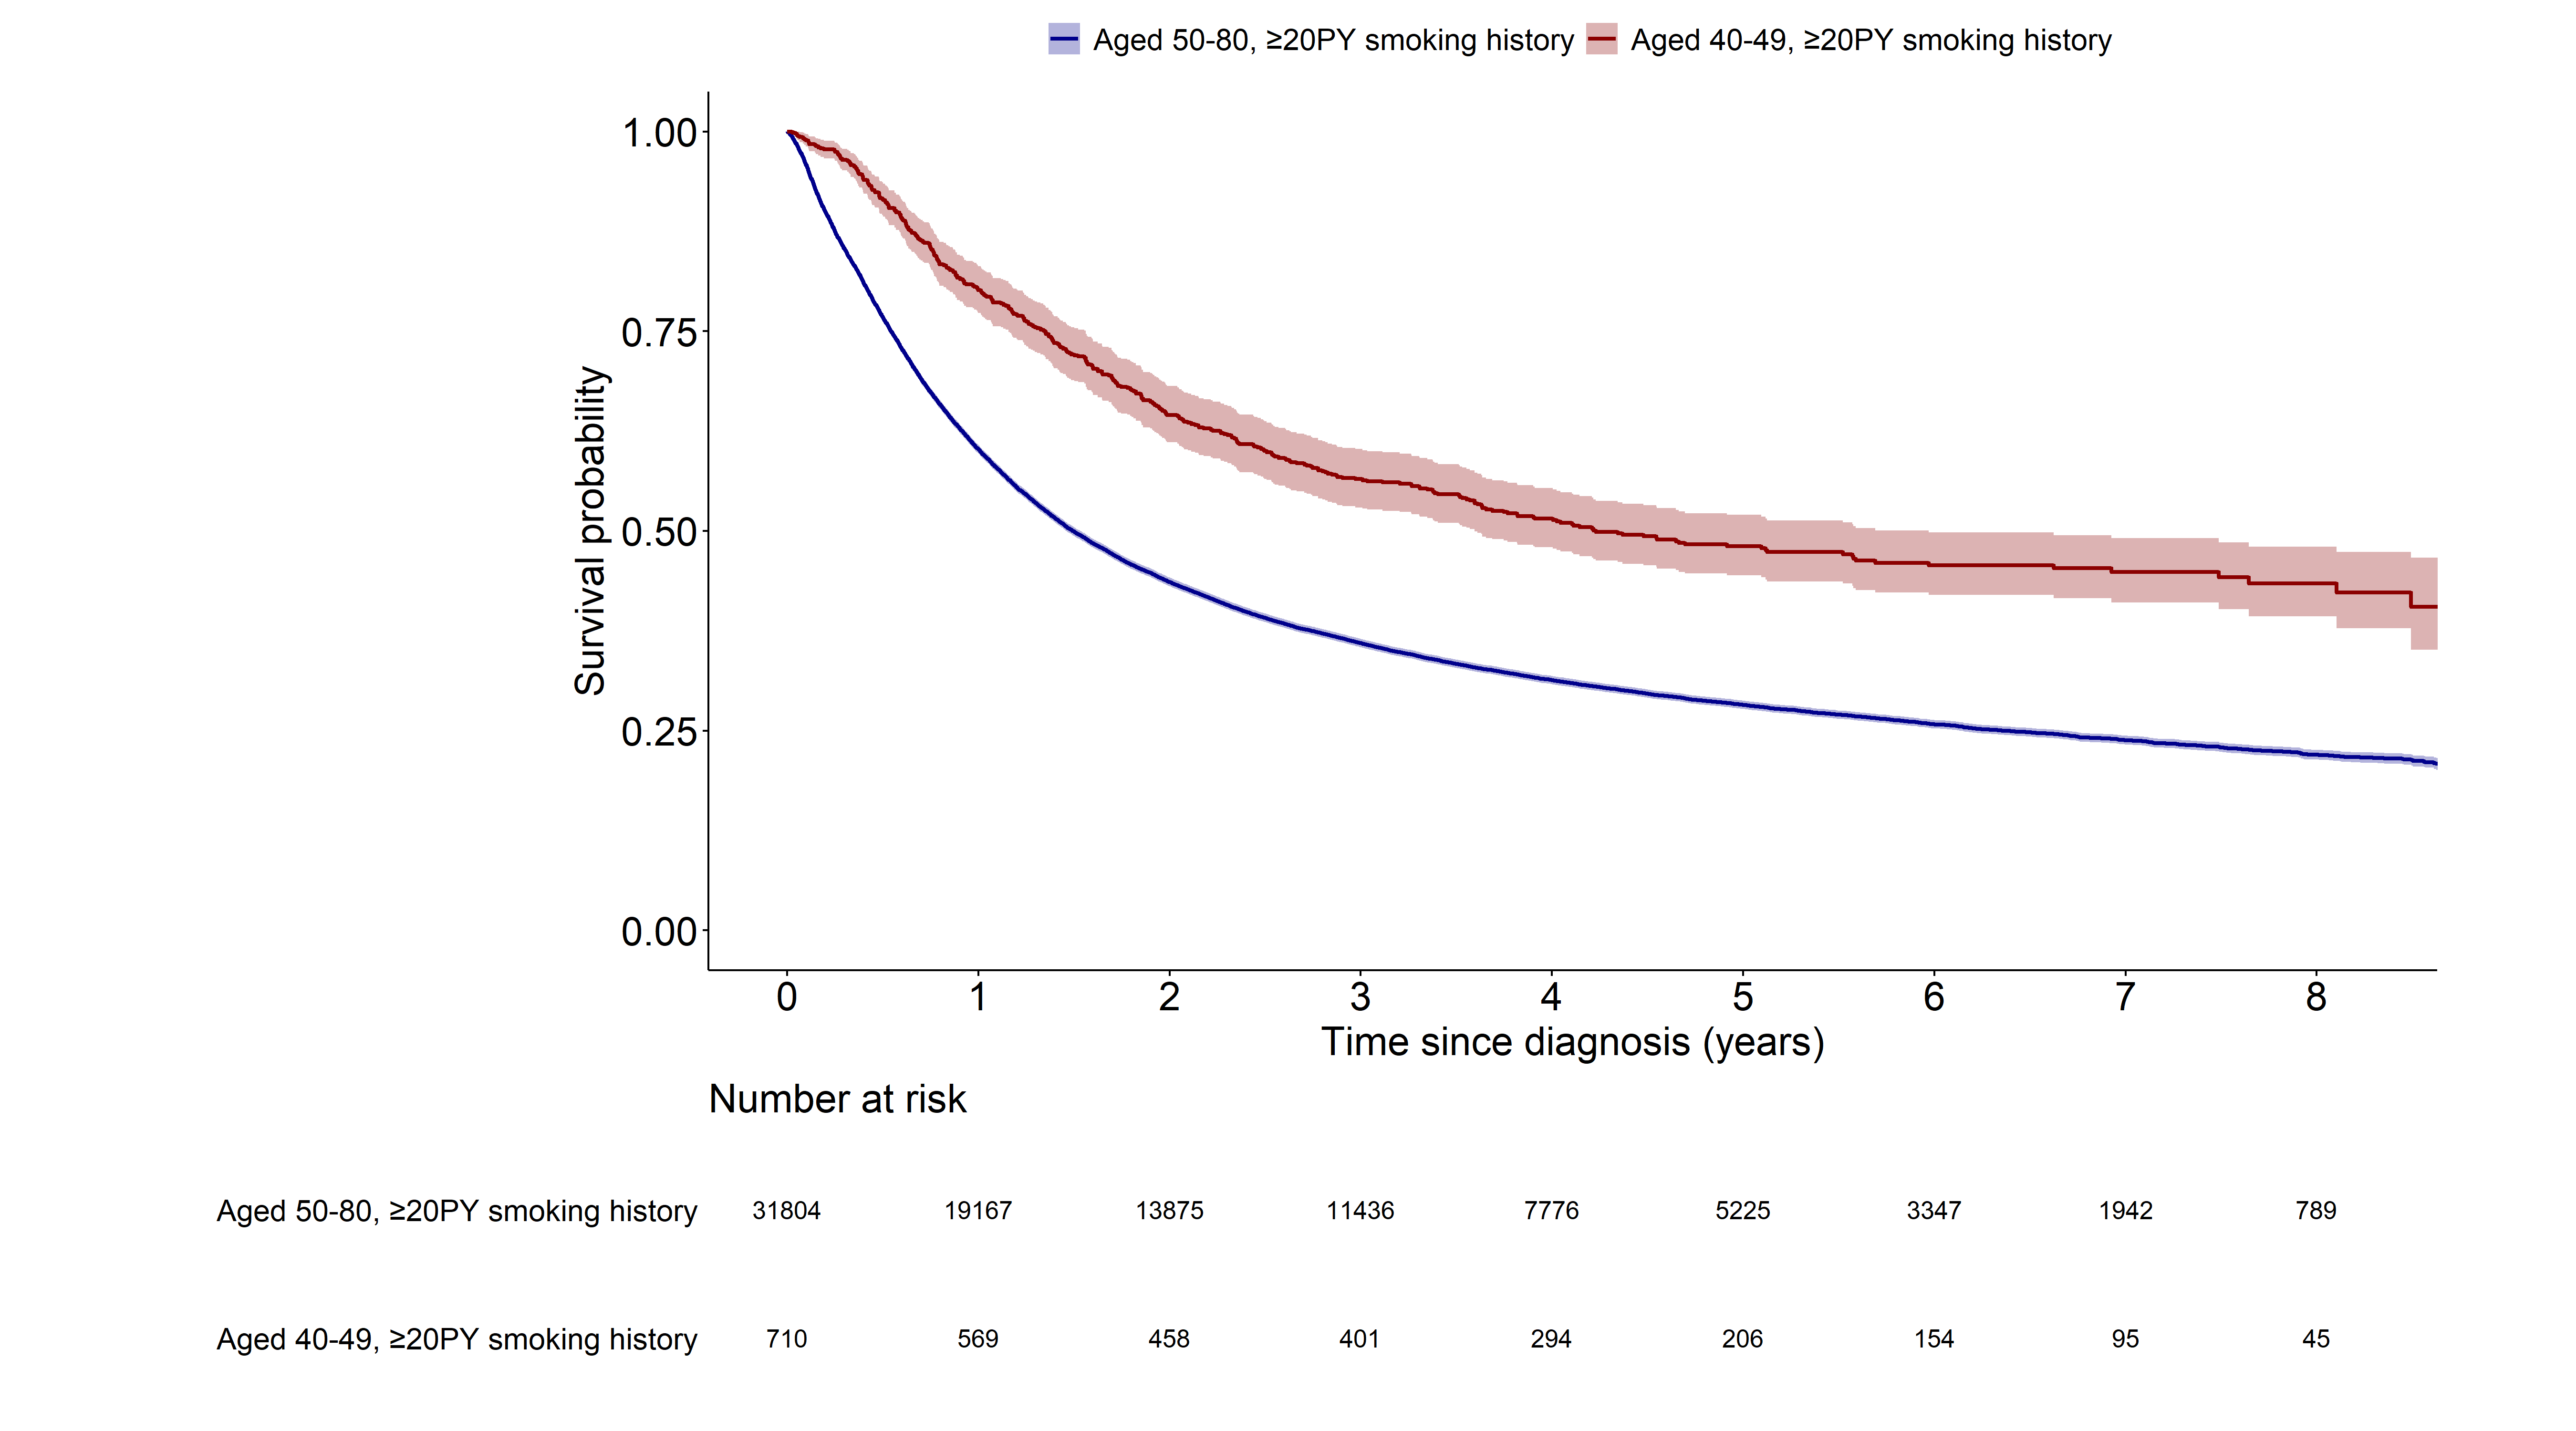 Aged 50-80, ≥20PY smoking history Aged 40-49, ≥20PY smoking history
1.00
0.75
0.50
0.25
0.00
Survival probability
0 1 2 3 4 5 6 7 8
Time since diagnosis (years)
Number at risk
Aged 50-80, ≥20PY smoking history 31804 19167 13875 11436 7776 5225 3347 1942 789
Aged 40-49, ≥20PY smoking history 710 569 458 401 294 206 154 95 45